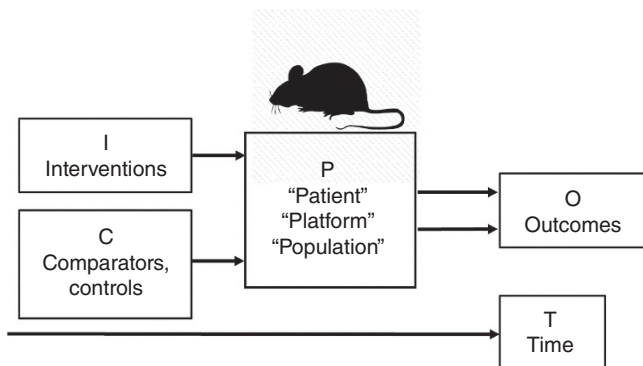 I
Interventions
C
Comparators,
controls
P
“Patient”
“Platform”
“Population”
O
Outcomes
T
Time